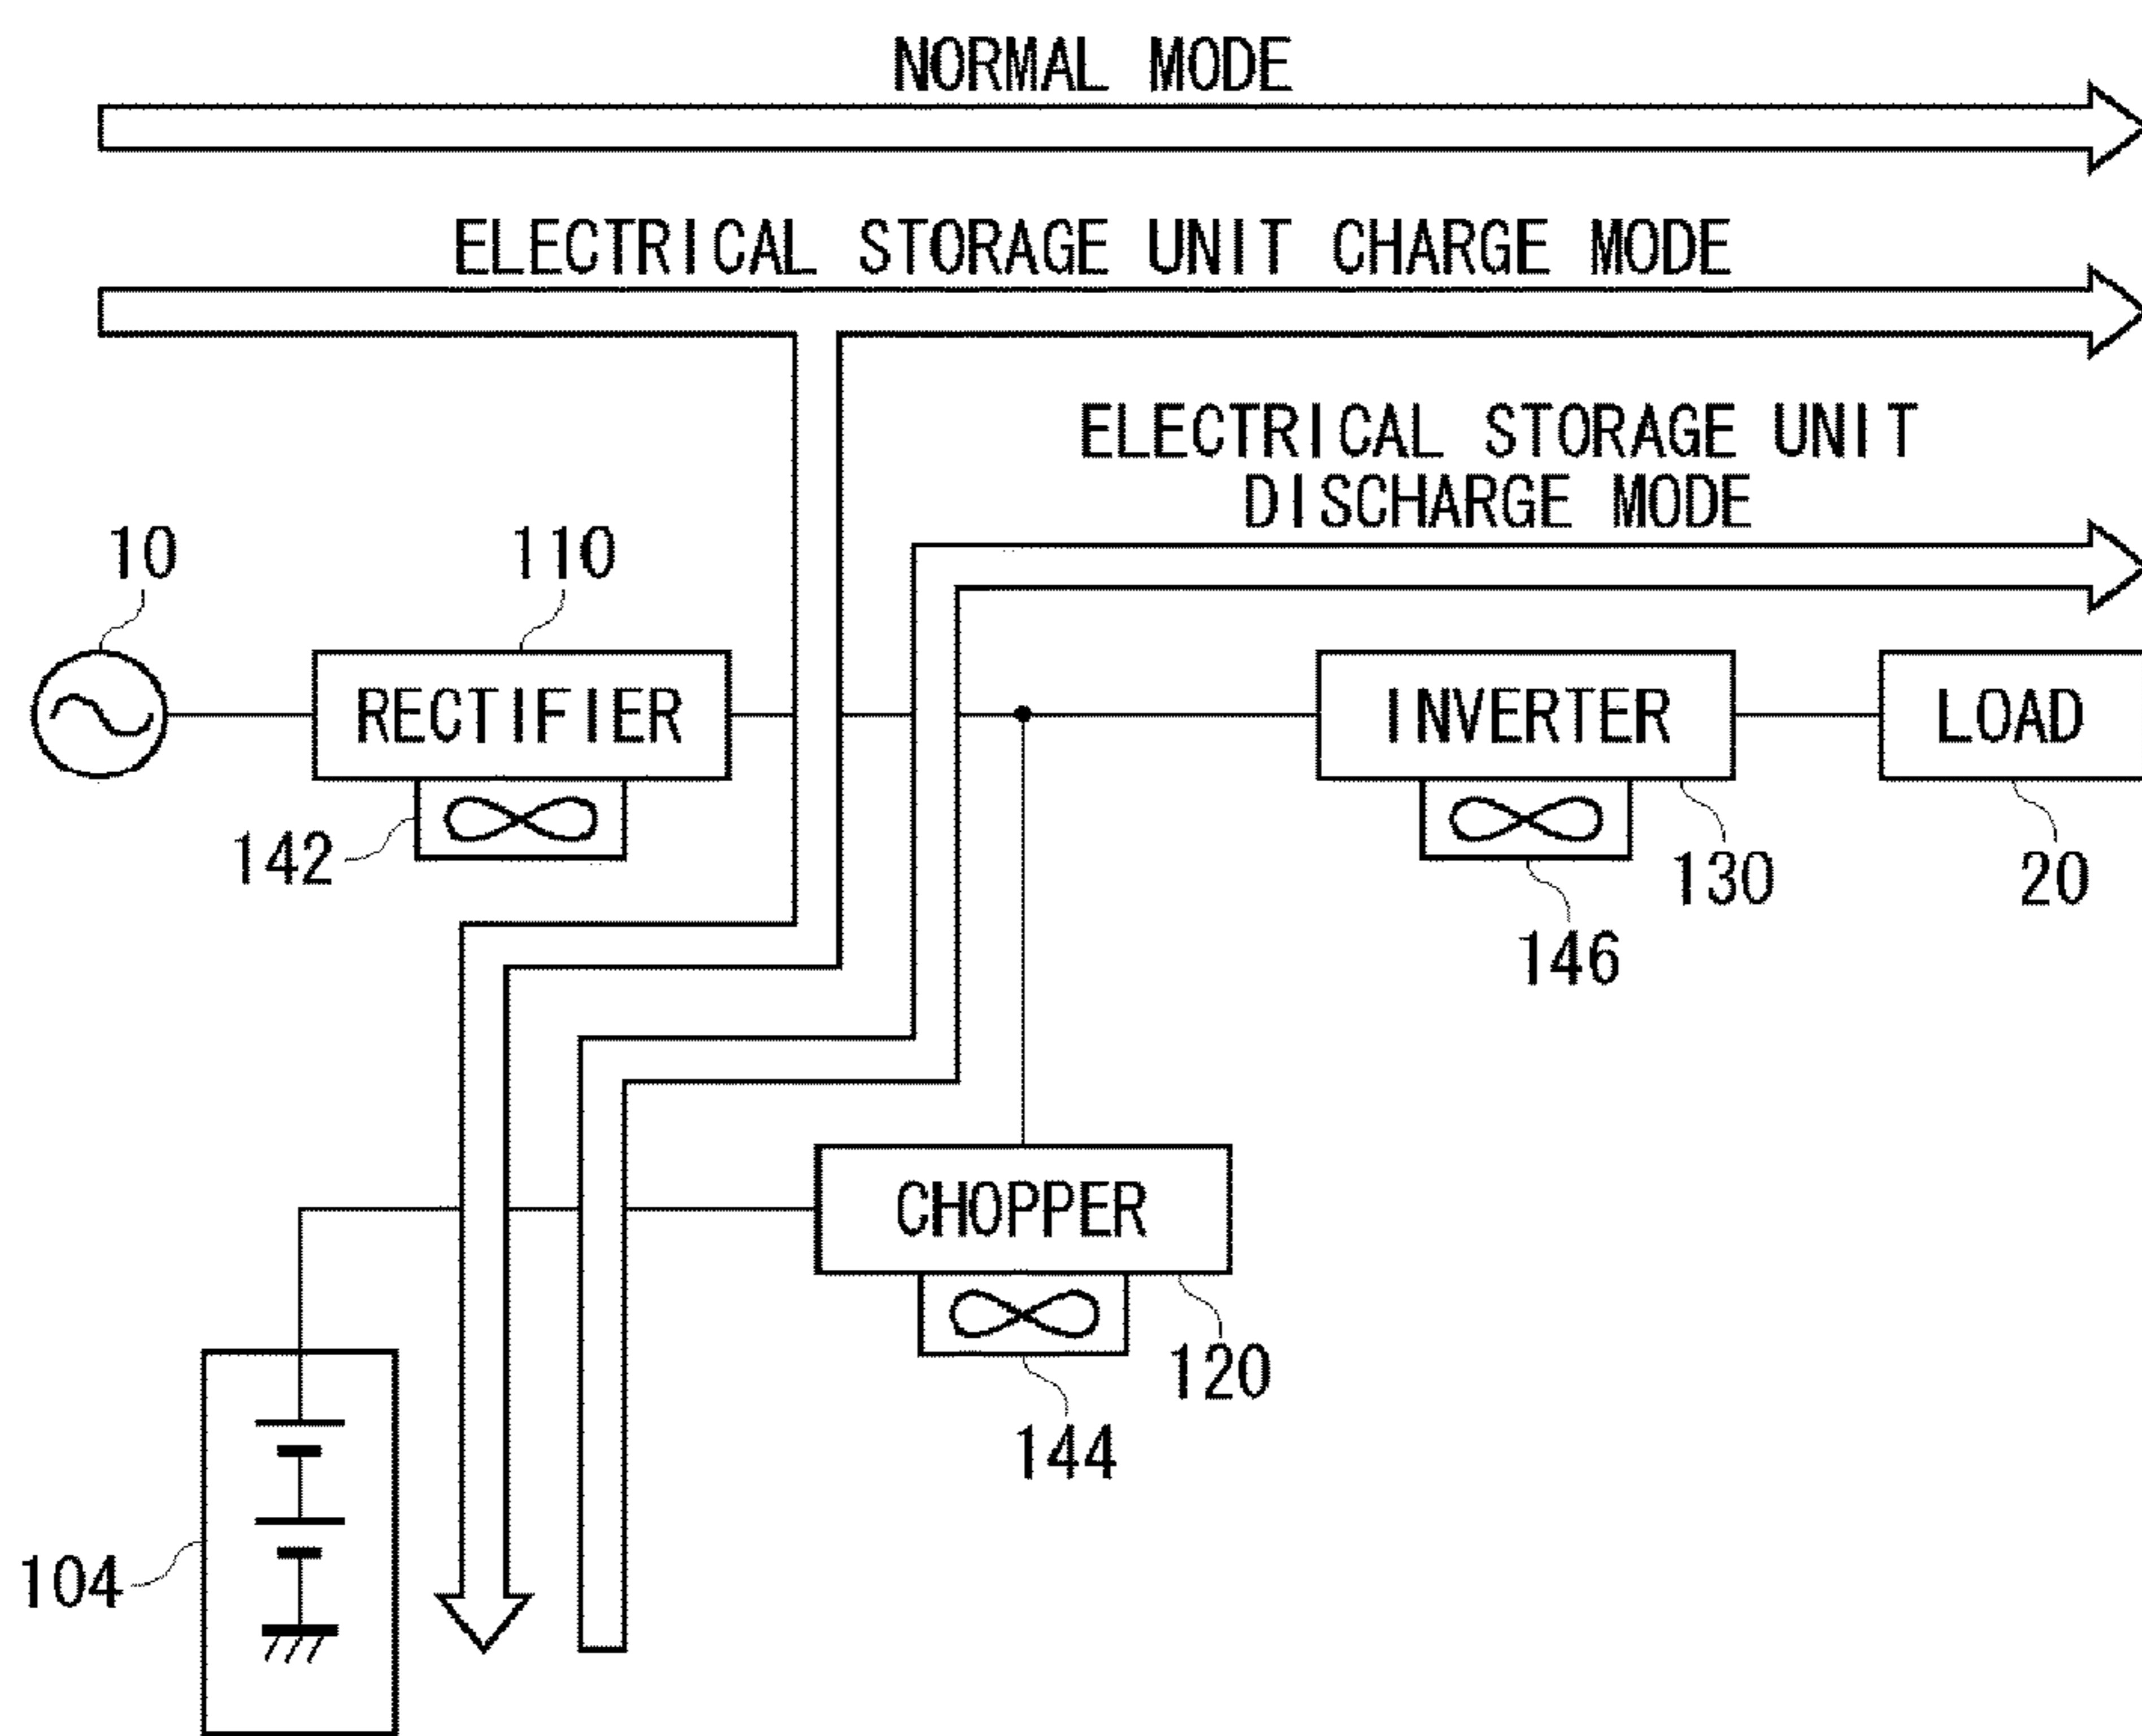 NORMAL MODE
ELECTRICAL STORAGE UNIT CHARGE MODE
ELECTRICAL STORAGE UNIT
DISCHARGE MODE
10
110
RECTIFIER
INVERTER
LOAD
142
130
20
146
CHOPPER
120
144
104